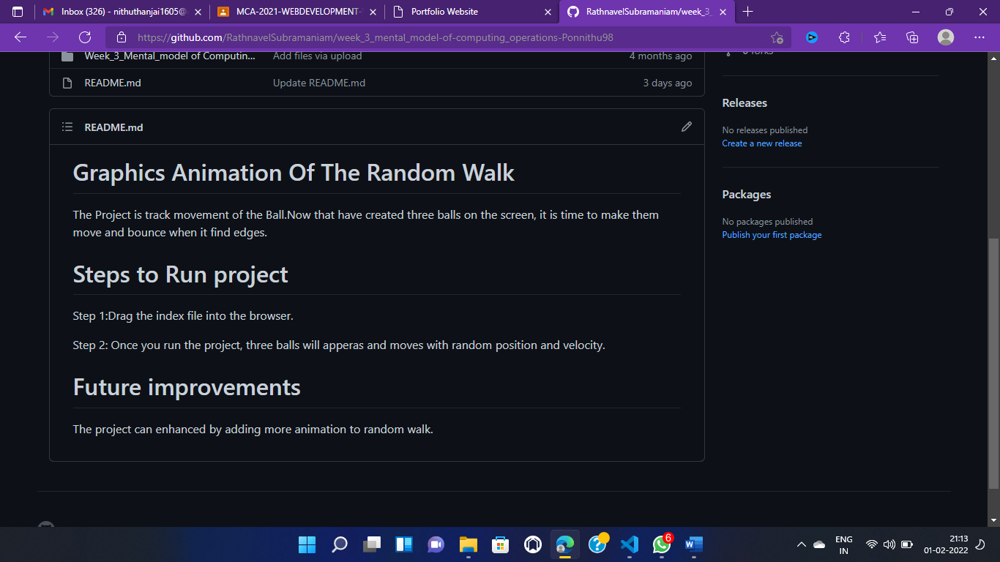 Inbox (326) - nithuthanjai1605@
MCA-2021-WEBDEVELOPMENT-
Portfolio Website
RathnavelSubramaniam/week_3_
https://github.com/RathnavelSubramaniam/week_3_mental_model-of-computing_operations-Ponnithu98
Week_3_Mental_model of Computin... Add files via upload 4 months ago
0 forks
README.md Update README.md 3 days ago
README.md
Graphics Animation Of The Random Walk
The Project is track movement of the Ball.Now that have created three balls on the screen, it is time to make them
move and bounce when it find edges.
Steps to Run project
Step 1:Drag the index file into the browser.
Step 2: Once you run the project, three balls will apperas and moves with random position and velocity.
Future improvements
The project can enhanced by adding more animation to random walk.
Releases
No releases published
Create a new release
Packages
No packages published
Publish your first package
6
ENG
IN
21:13
01-02-2022